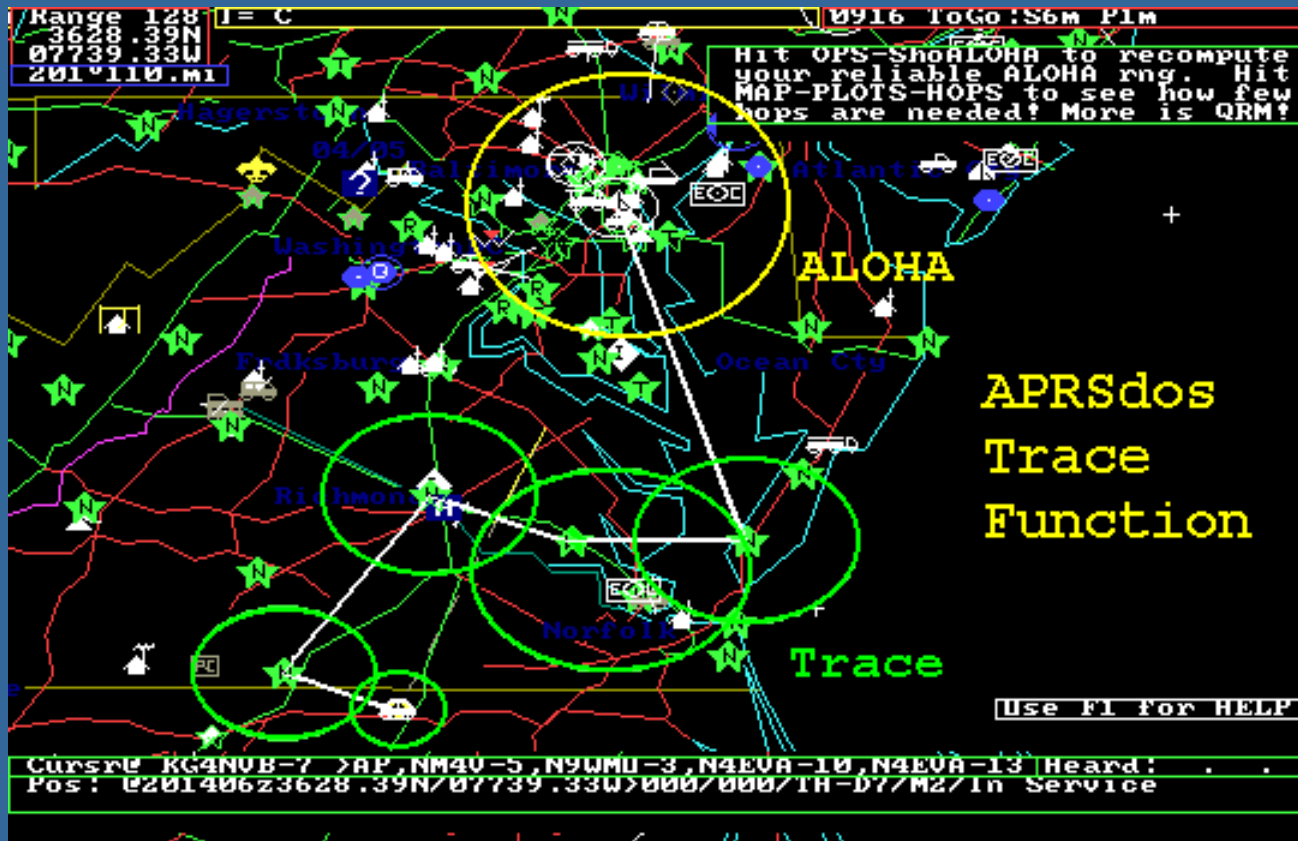 Range 128
3628.39N
07739.33W
201°110.mi
]= C
0916 ToGo:S6m P1m
Hit OPS-ShoALOHA to recompute
your reliable ALOHA rng. Hit
MAP-PLOTS-HOPS to see how few
hops are needed! More is QRM!
Hagerstown
04/05
Baltimore
Atlantic
EOC
EOC
Washington
ALOHA
Frdksburg
Ocean Cty
APRSdos
Trace
Function
Richmond
EOC
Norfolk
Trace
PC
Use F1 for HELP
Cursr@ KG4NVB-7 >AP,NM4V-5,N9WMU-3,N4EVA-10,N4EVA-13 Heard: . .
Pos: @201406z3628.39N/07739.33W>000/000/TH-D7/M2/In Service